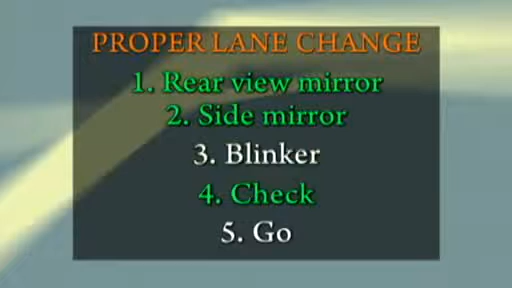 PROPER LANE CHANGE
1. Rear view mirror
2. Side mirror
3. Blinker
4. Check
5. Go